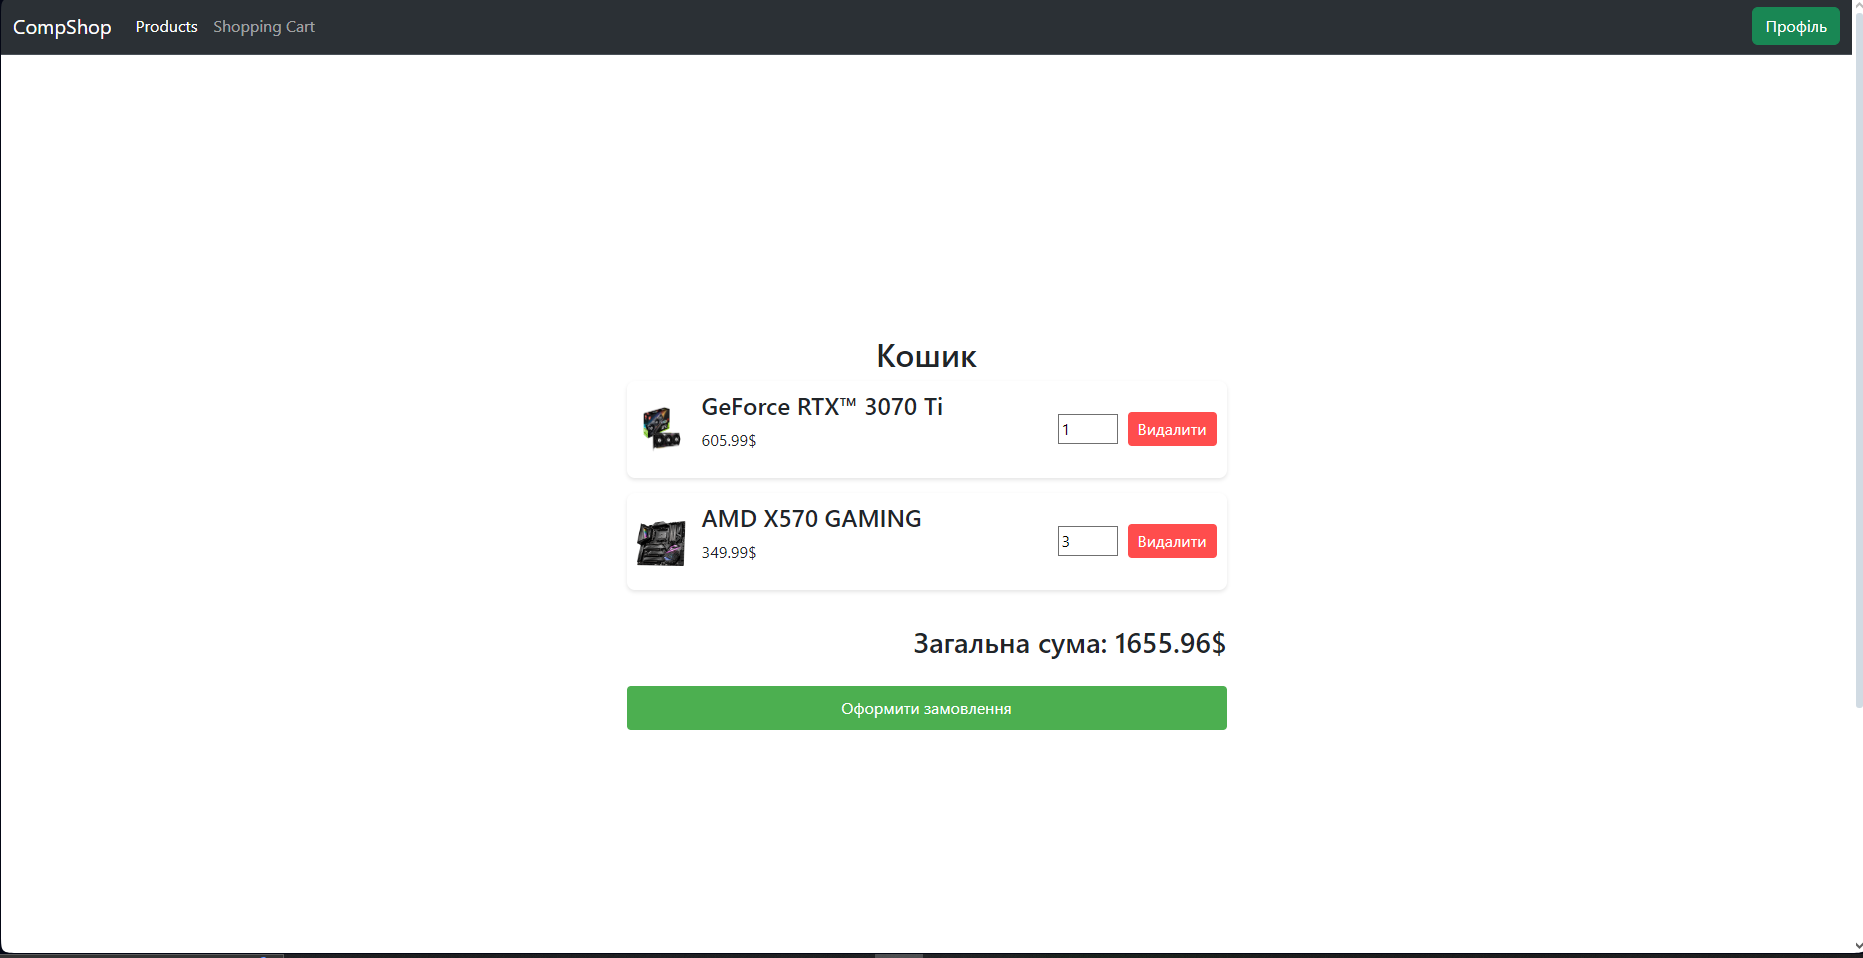 CompShop Products Shopping Cart Профіль
Кошик
GeForce RTX™ 3070 Ti
605.99$
1 Видалити
AMD X570 GAMING
349.99$
3 Видалити
Загальна сума: 1655.96$
Оформити замовлення